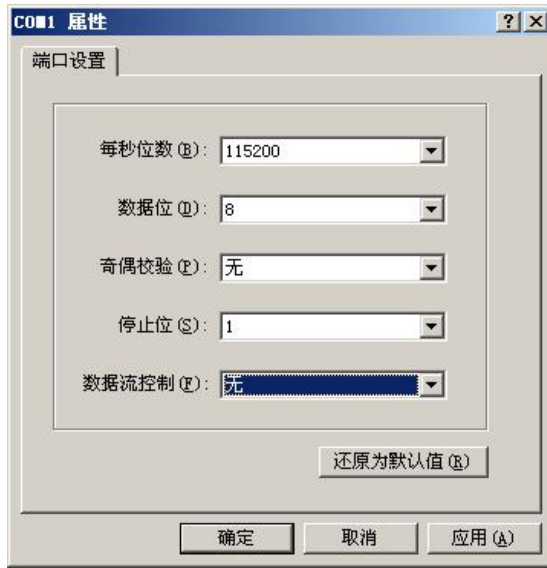 COM1 属性
端口设置
每秒位数(B): 115200
数据位(D): 8
奇偶校验(P): 无
停止位(S): 1
数据流控制(F): 无
还原为默认值(R)
确定 取消 应用(A)